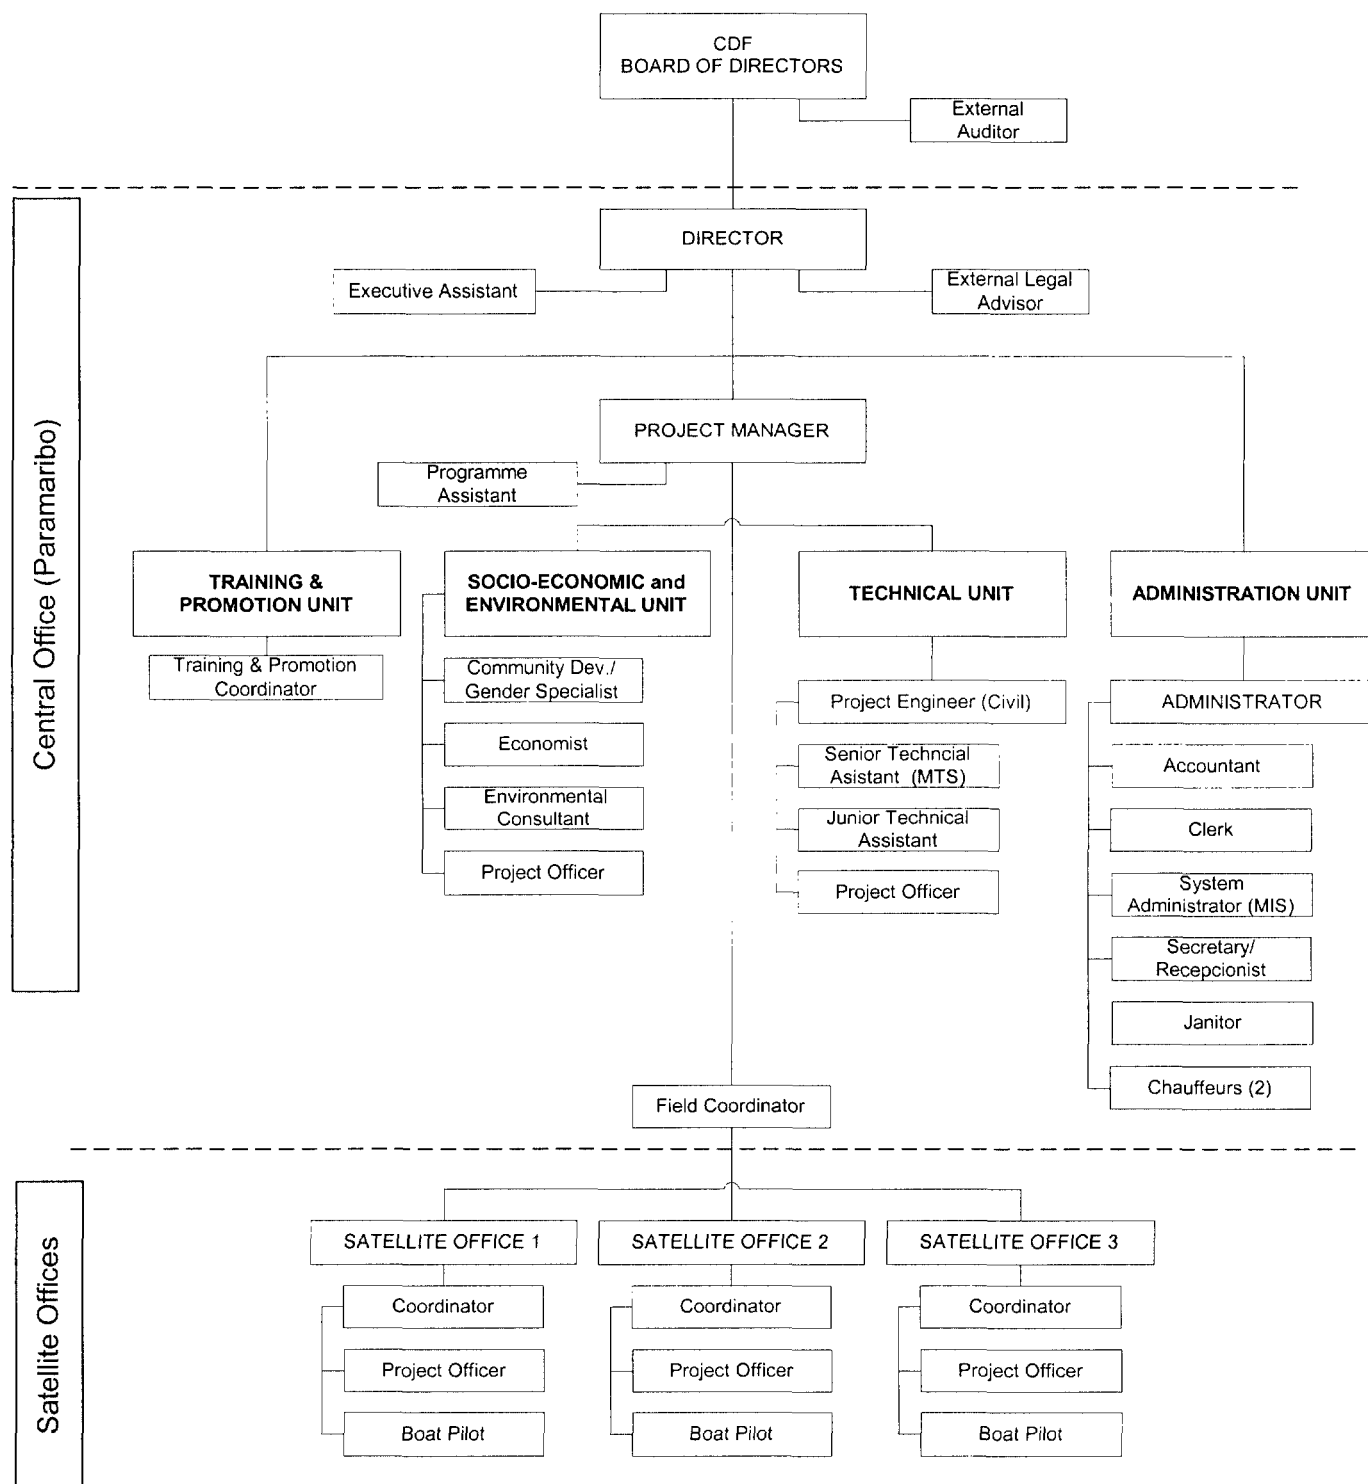 CDF
BOARD OF DIRECTORS
External
Auditor
Central Office (Paramaribo)
DIRECTOR
Executive Assistant
External Legal
Advisor
PROJECT MANAGER
Programme
Assistant
TRAINING &
PROMOTION UNIT
SOCIO-ECONOMIC and
ENVIRONMENTAL UNIT
TECHNICAL UNIT
ADMINISTRATION UNIT
Training & Promotion
Coordinator
Community Dev./
Gender Specialist
Economist
Environmental
Consultant
Project Officer
Project Engineer (Civil)
Senior Techncial
Asistant (MTS)
Junior Technical
Assistant
Project Officer
ADMINISTRATOR
Accountant
Clerk
System
Administrator (MIS)
Secretary/
Recepcionist
Janitor
Chauffeurs (2)
Field Coordinator
Satellite Offices
SATELLITE OFFICE 1
Coordinator
Project Officer
Boat Pilot
SATELLITE OFFICE 2
Coordinator
Project Officer
Boat Pilot
SATELLITE OFFICE 3
Coordinator
Project Officer
Boat Pilot